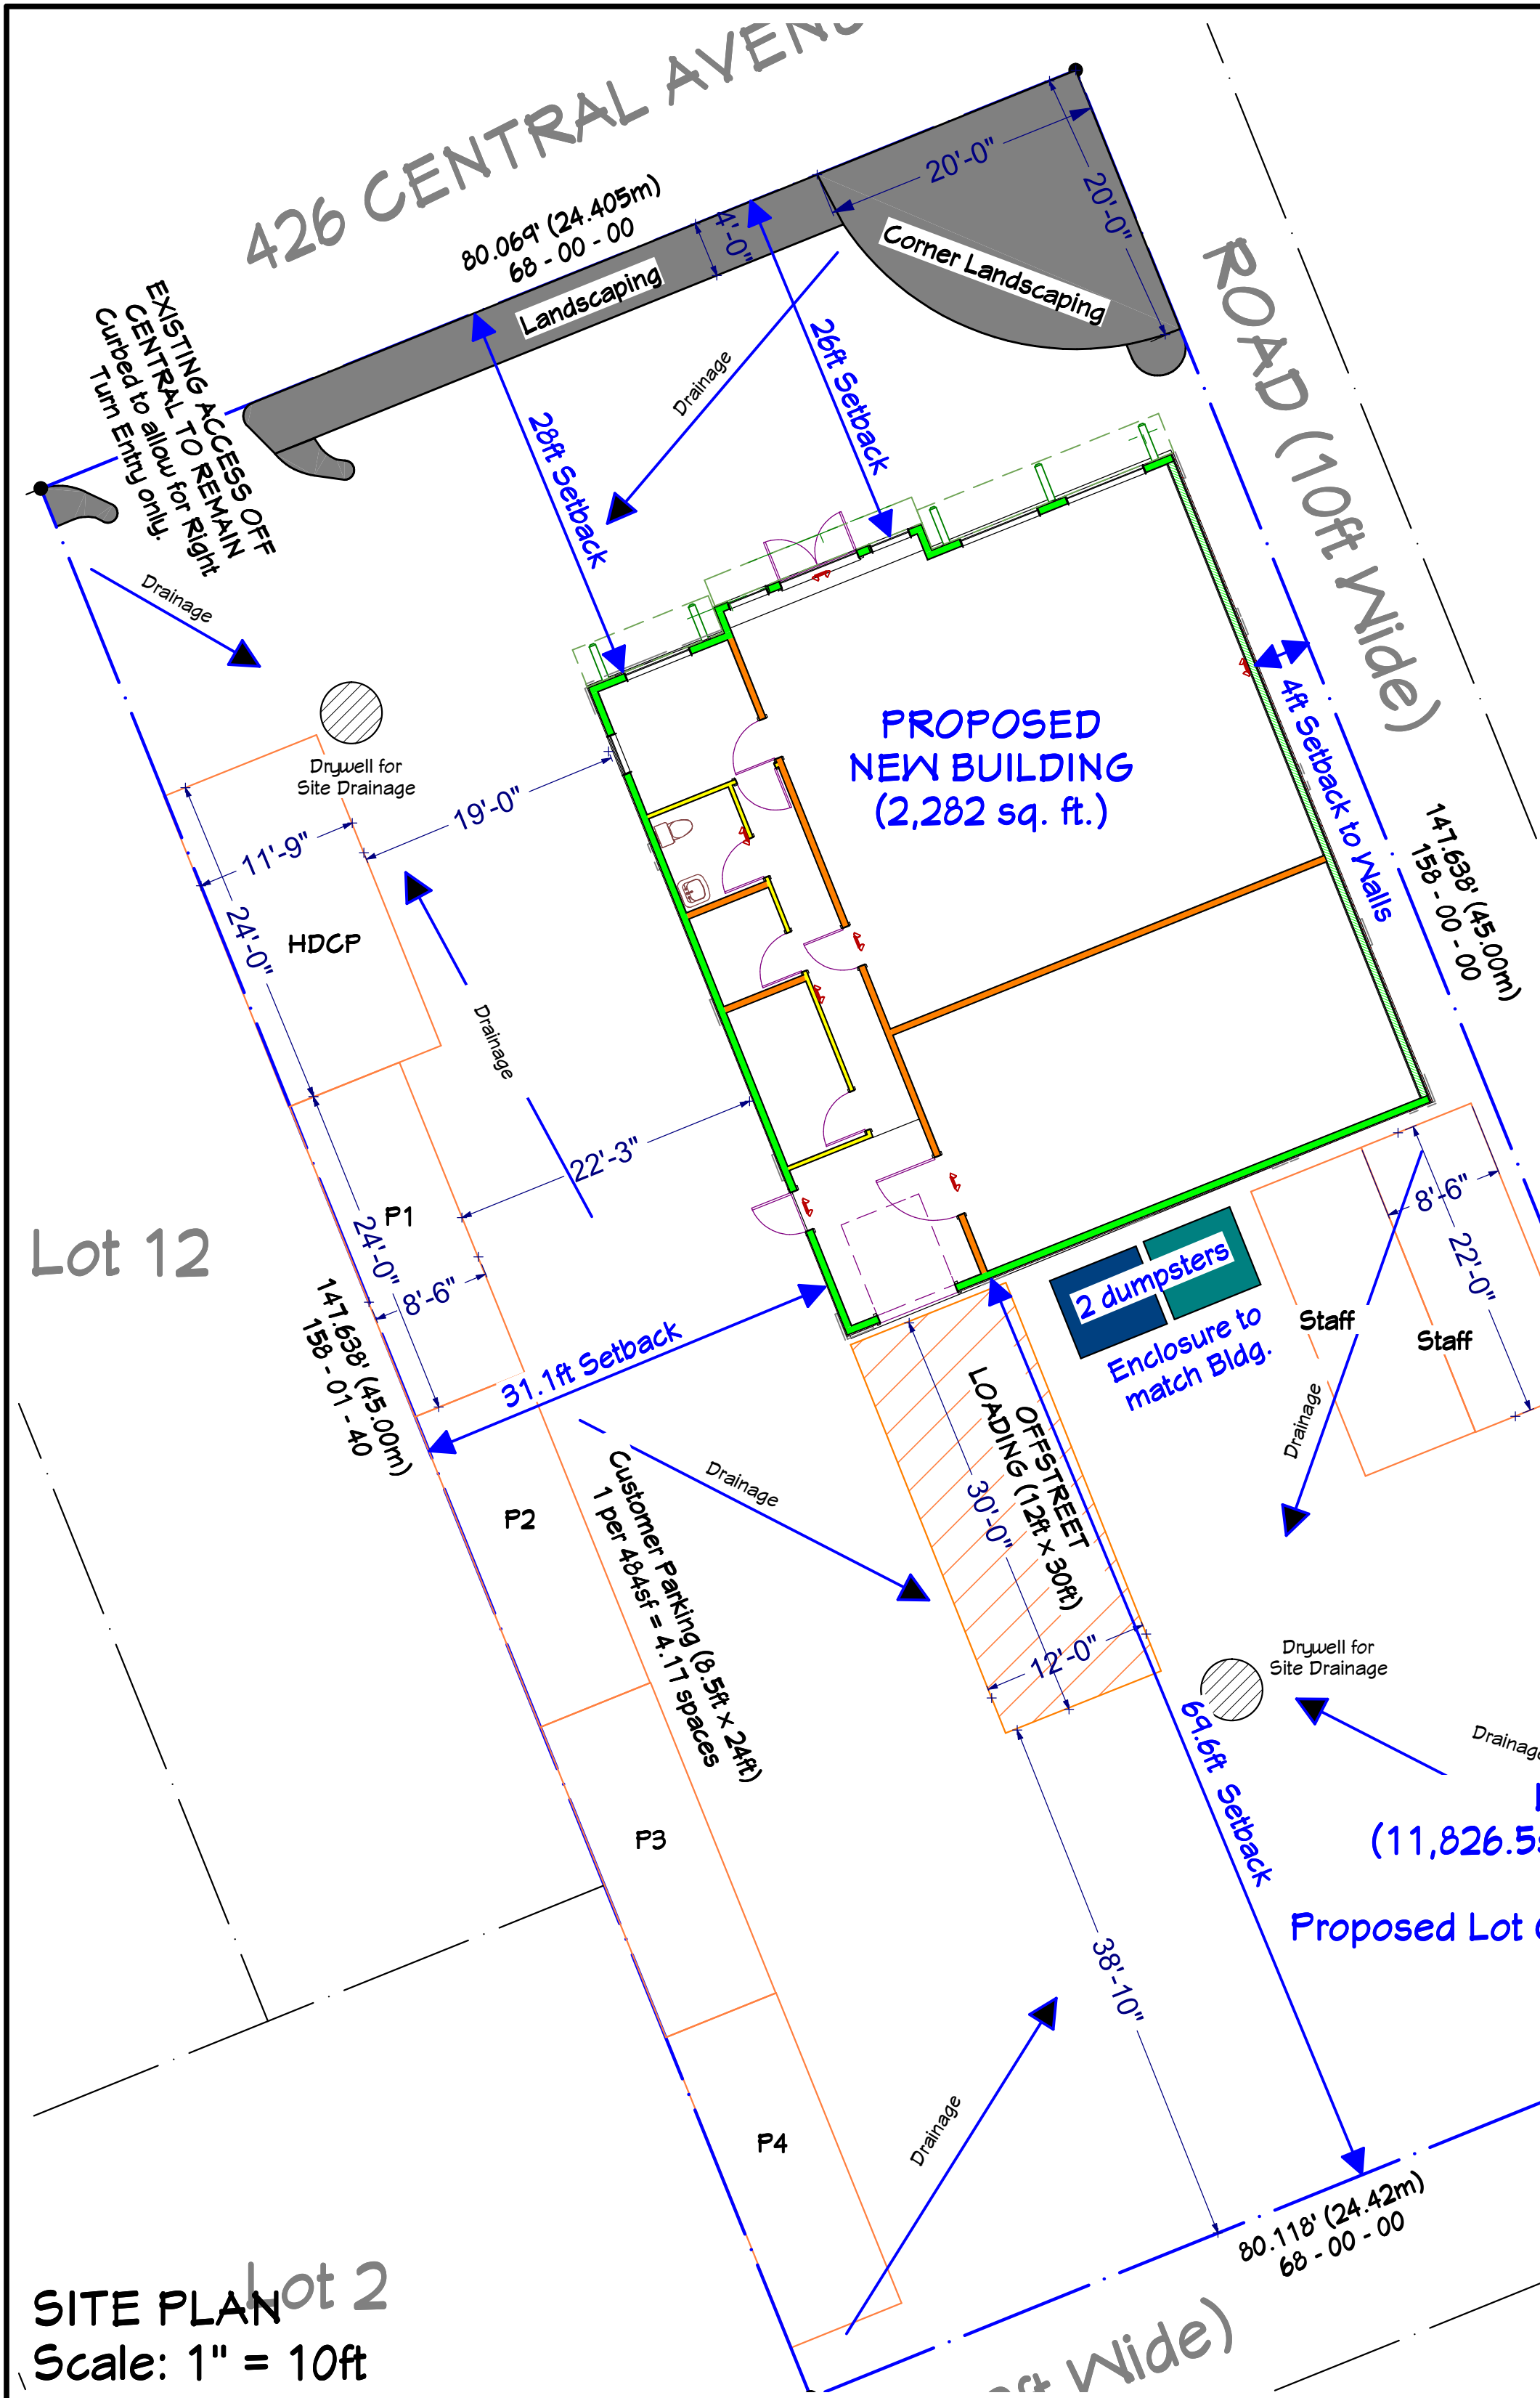 426 CENTRAL
80.069' (24.405m)
68 - 00 - 00
20'-0"
20'-0"
4'-0"
Landscaping
Corner Landscaping
ROAD (10ft Wide)
EXISTING ACCESS OFF
CENTRAL TO REMAIN
Curbed to allow for Right
Turn Entry only.
Drainage
28ft Setback
26ft Setback
Drainage
Drywell for
Site Drainage
PROPOSED
NEW BUILDING
(2,282 sq. ft.)
4ft Setback to Walls
147.638' (45.00m)
158 - 00 - 00
11'-9"
19'-0"
24'-0"
HDCP
Drainage
22'-3"
P1
24'-0"
8'-6"
Lot 12
147.638' (45.00m)
158 - 01 - 40
31.1ft Setback
2 dumpsters
Enclosure to
match Bldg.
8'-6"
22'-0"
Staff
Staff
Drainage
OFFSTREET
LOADING (12ft x 30ft)
30'-0"
12'-0"
P2
Customer Parking (8.5ft x 24ft)
1 per 484sf = 4.17 spaces
Drainage
Drywell for
Site Drainage
Drainage
69.6ft Setback
(11,826.5
Proposed Lot
P3
38'-10"
P4
Drainage
80.118' (24.42m)
68 - 00 - 00
Lot 2
SITE PLAN
Scale: 1" = 10ft
Wide)